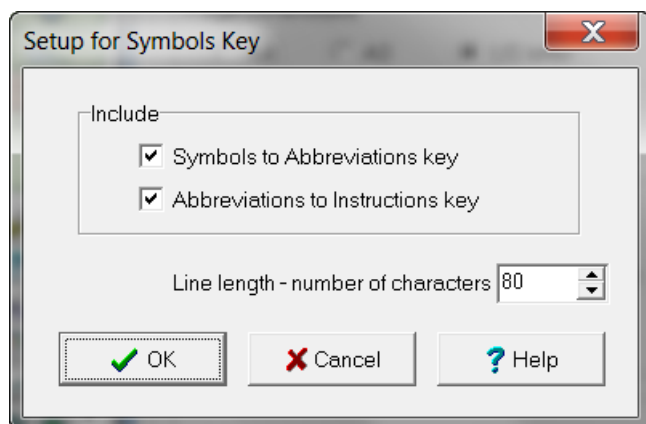 Setup for Symbols Key
Include
Symbols to Abbreviations key
Abbreviations to Instructions key
Line length - number of characters 80
OK Cancel Help